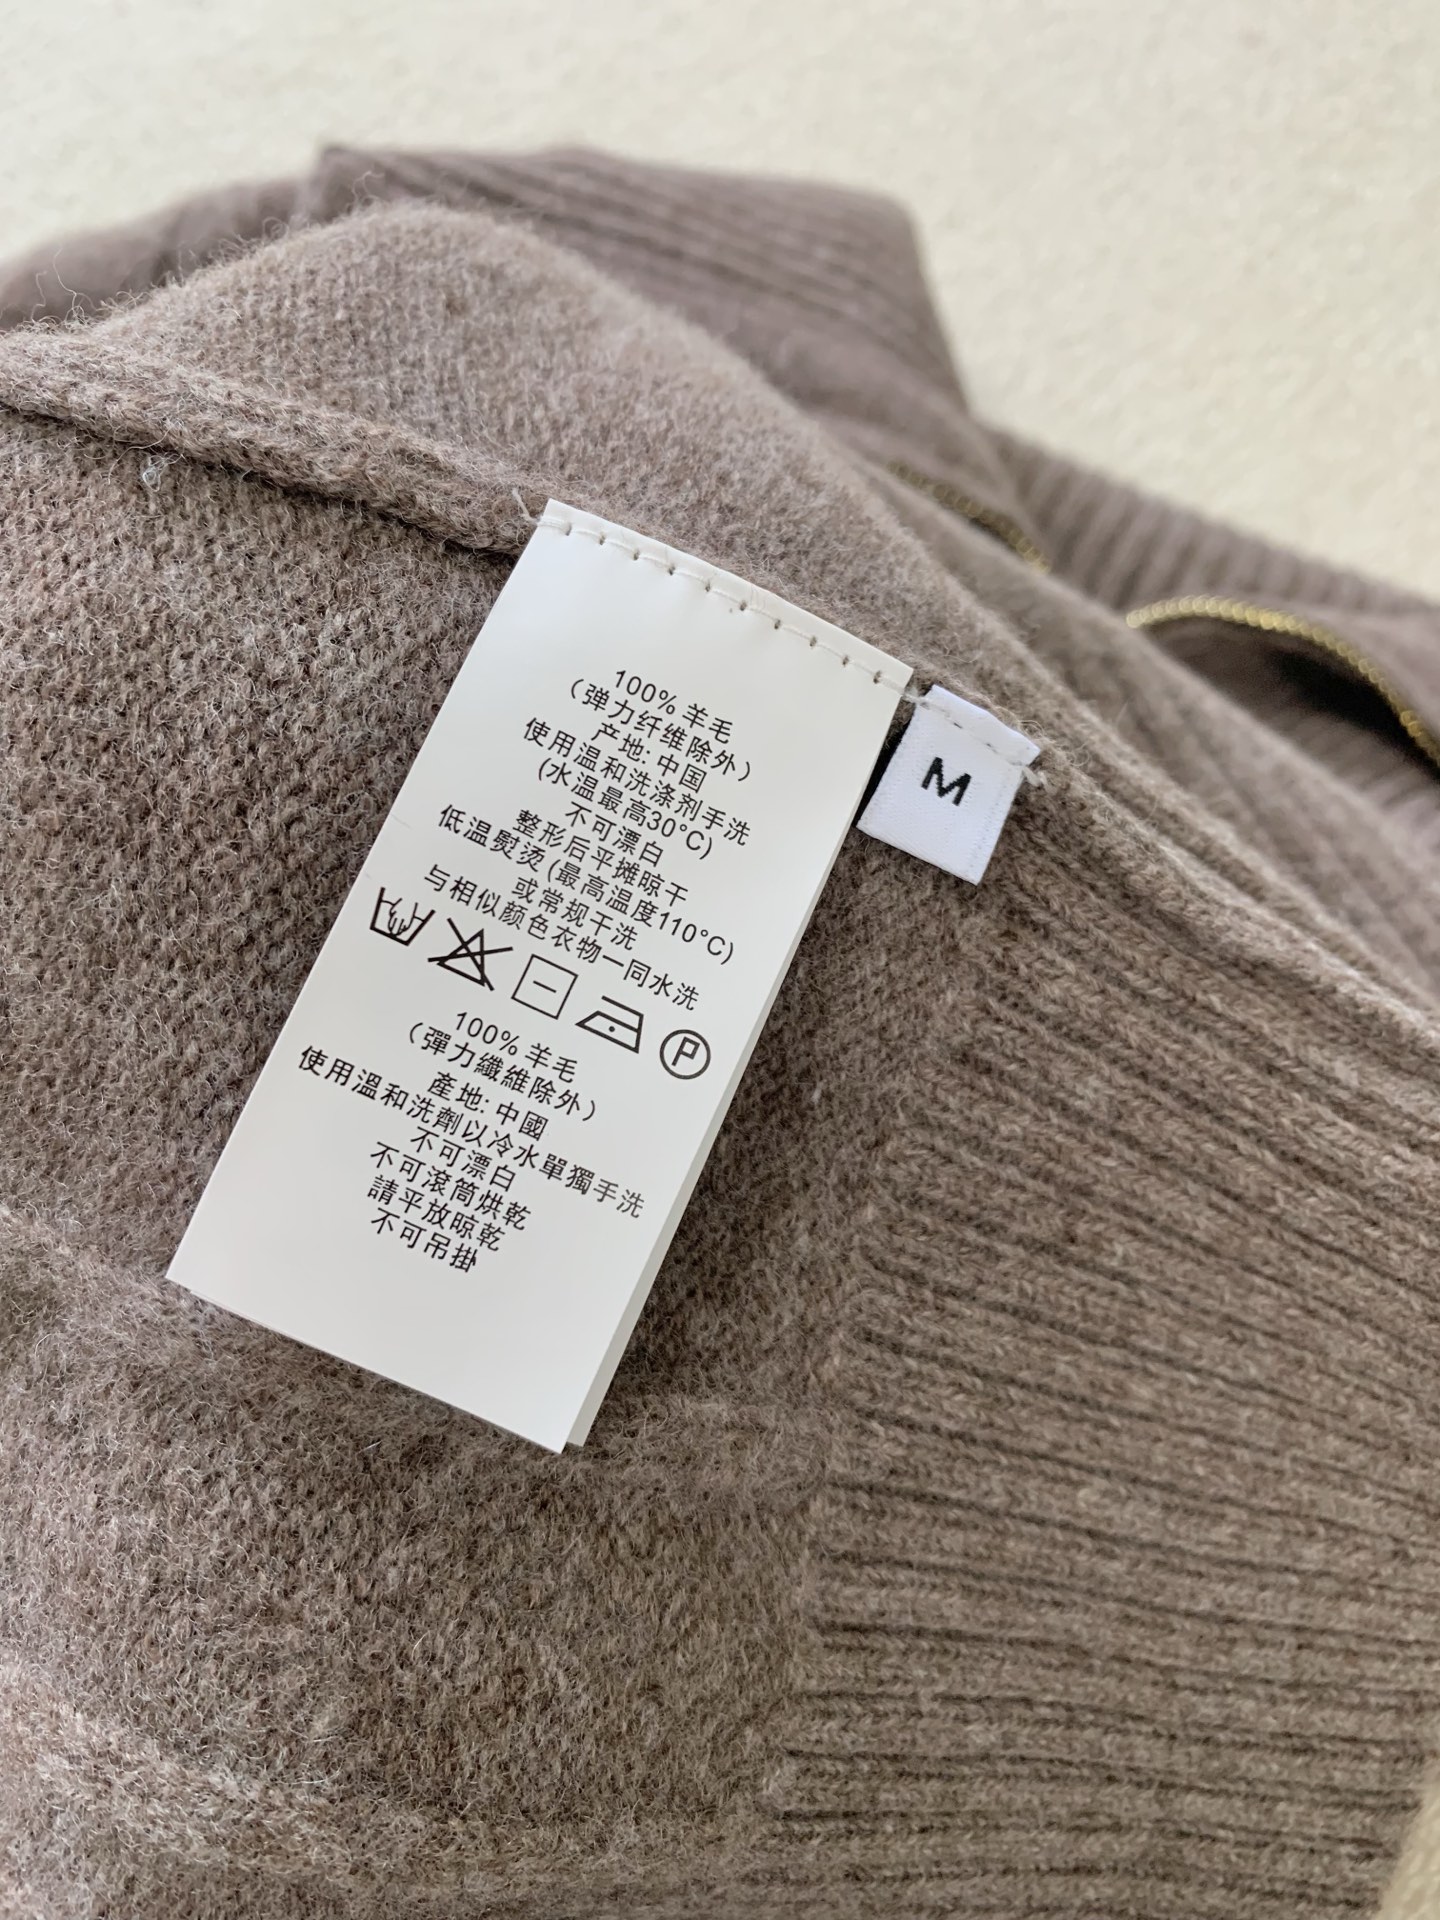 100% 羊毛
（弹力纤维除外）
产地: 中国
使用温和洗涤剂手洗
(水温最高30°C)
不可漂白
整形后平摊晾干
低温熨烫 (最高温度110°C)
或常规干洗
与相似颜色衣物一同水洗
P
100% 羊毛
（彈力纖維除外）
產地: 中國
使用溫和洗劑以冷水單獨手洗
不可漂白
不可滾筒烘乾
請平放晾乾
不可吊掛
M